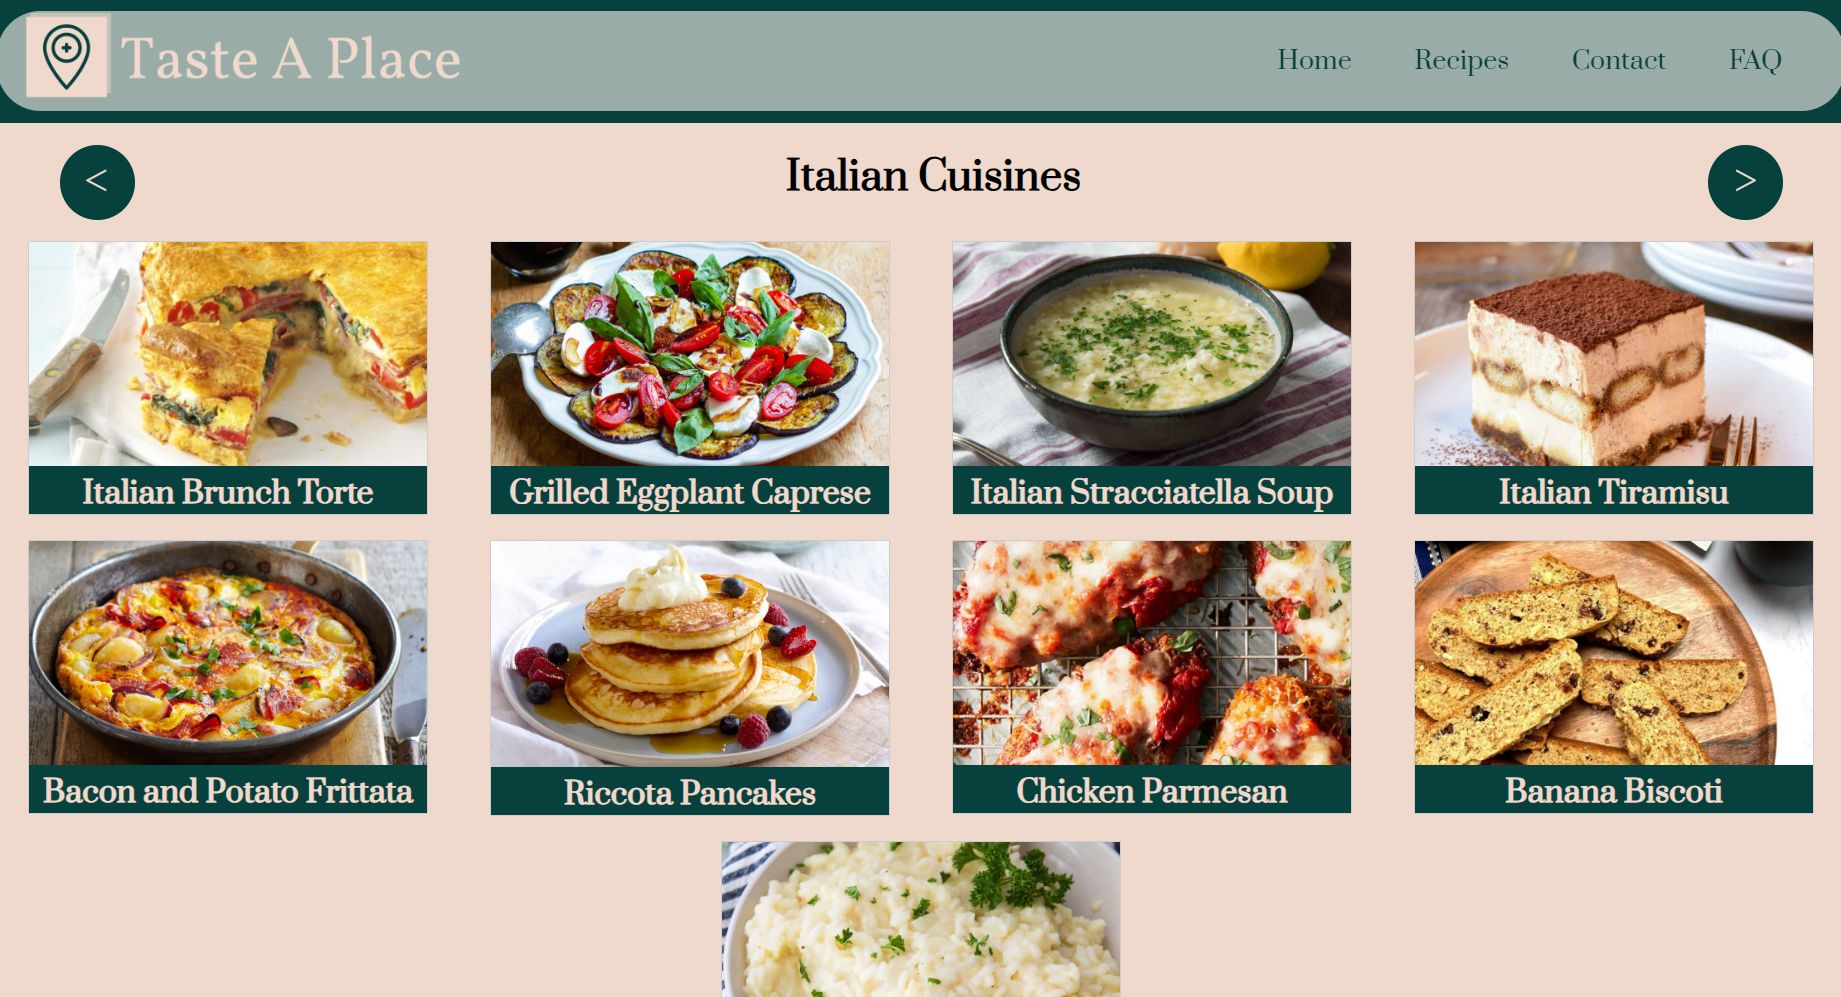 Taste A Place
Home Recipes Contact FAQ
<
Italian Cuisines
>
Italian Brunch Torte
Grilled Eggplant Caprese
Italian Stracciatella Soup
Italian Tiramisu
Bacon and Potato Frittata
Riccota Pancakes
Chicken Parmesan
Banana Biscoti